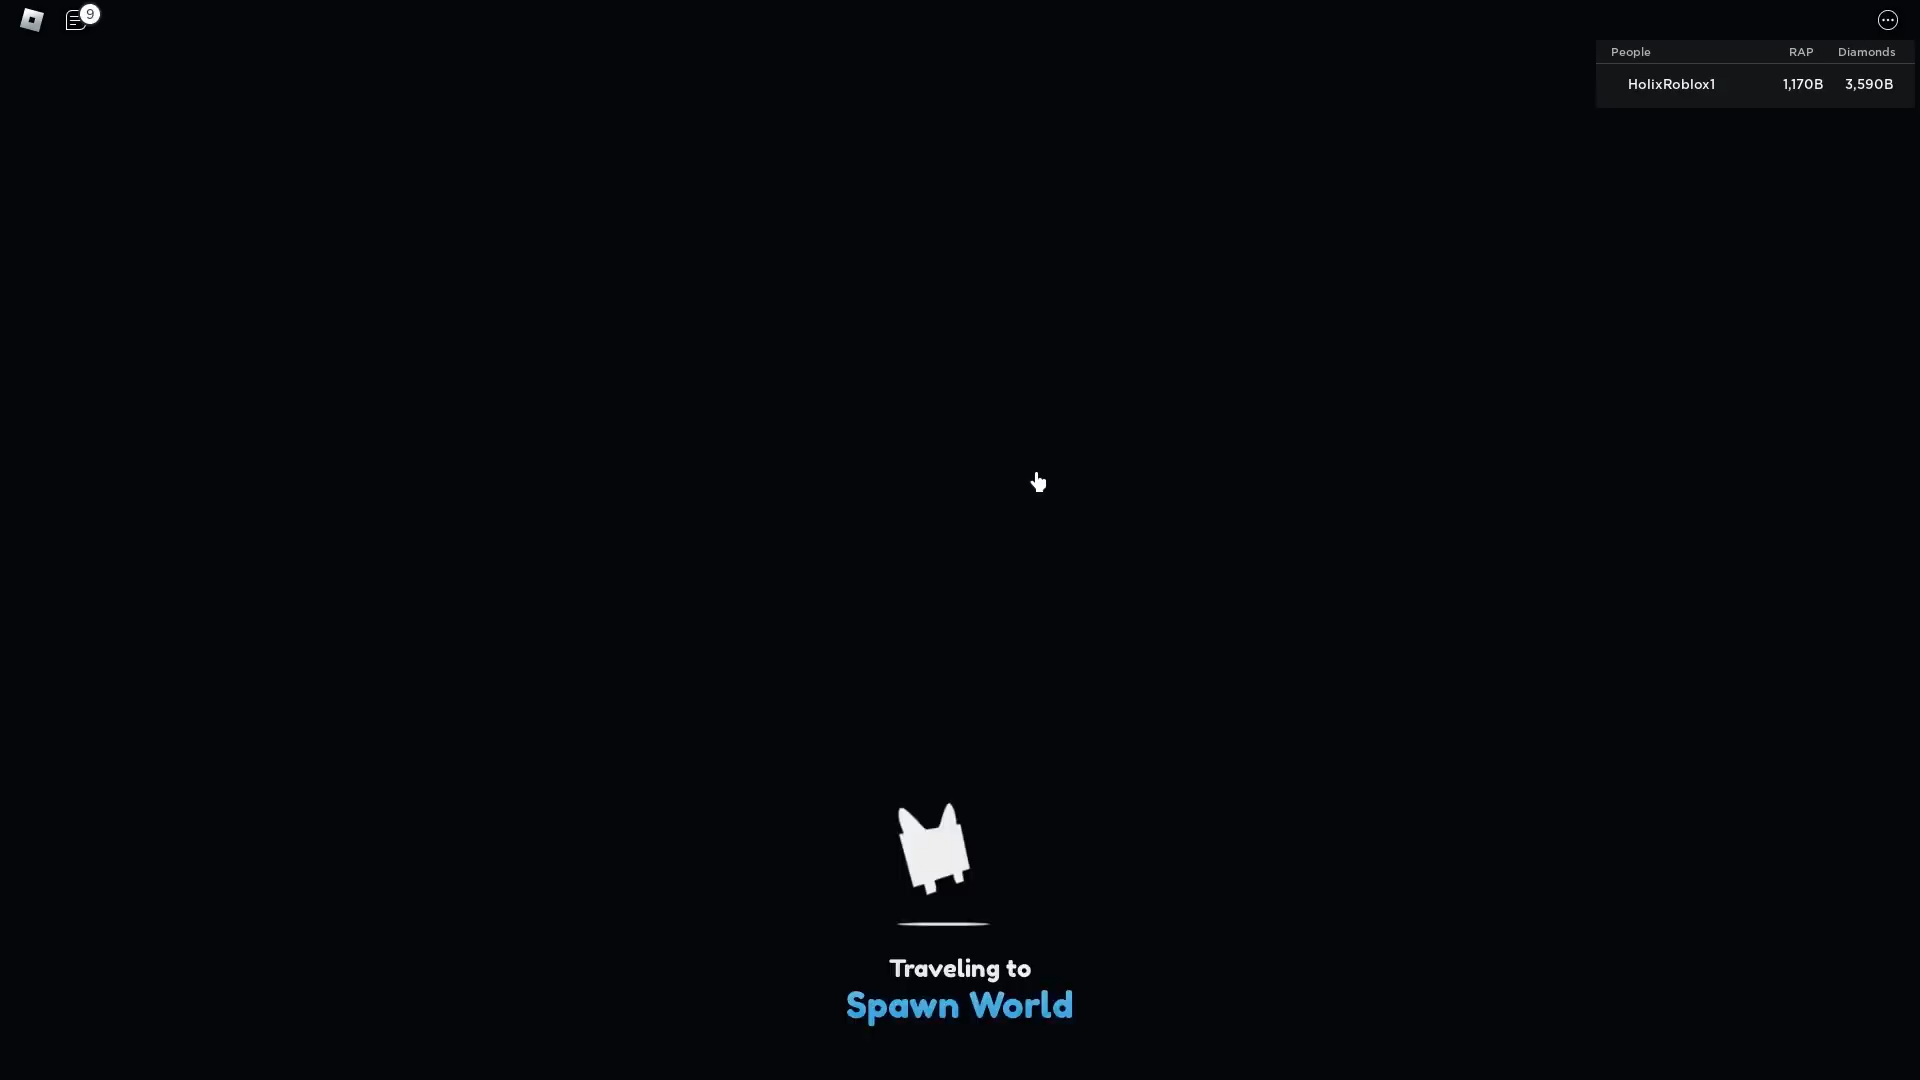 9
People RAP Diamonds
HolixRoblox1 1,170B 3,590B
Traveling to
Spawn World